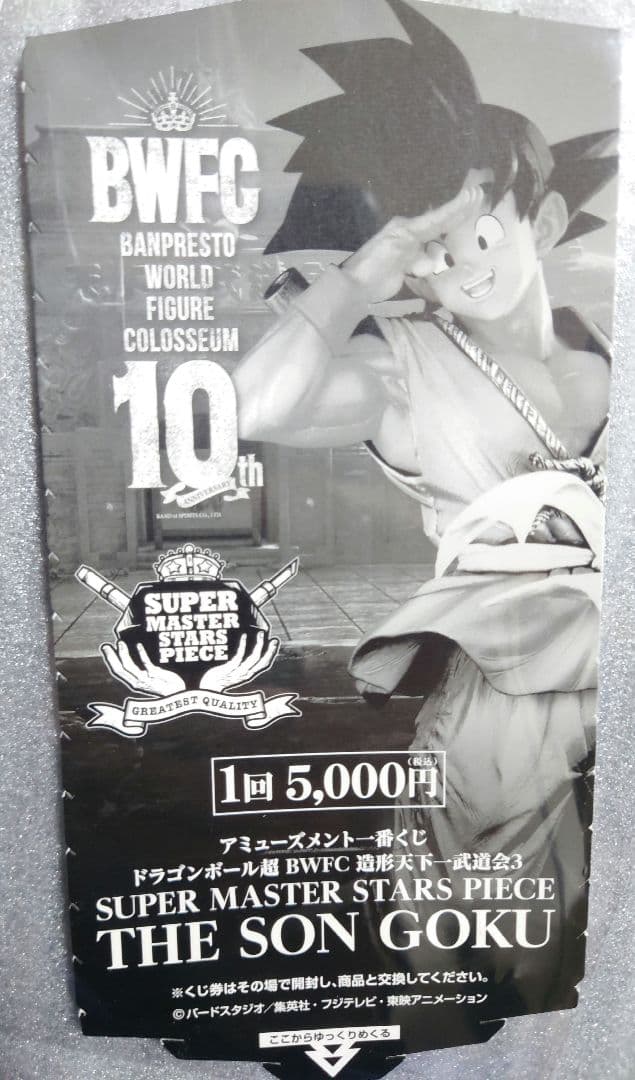 BWFC
BANPRESTO
WORLD
FIGURE
COLOSSEUM
10th
ANNIVERSARY
BANDAI SPIRITS CO., LTD.
SUPER
MASTER
STARS
PIECE
GREATEST QUALITY
1回 5,000円(税込)
アミューズメント一番くじ
ドラゴンボール超 BWFC 造形天下一武道会3
SUPER MASTER STARS PIECE
THE SON GOKU
※くじ券はその場で開封し、商品と交換してください。
©バードスタジオ/集英社・フジテレビ・東映アニメーション
ここからゆっくりめくる